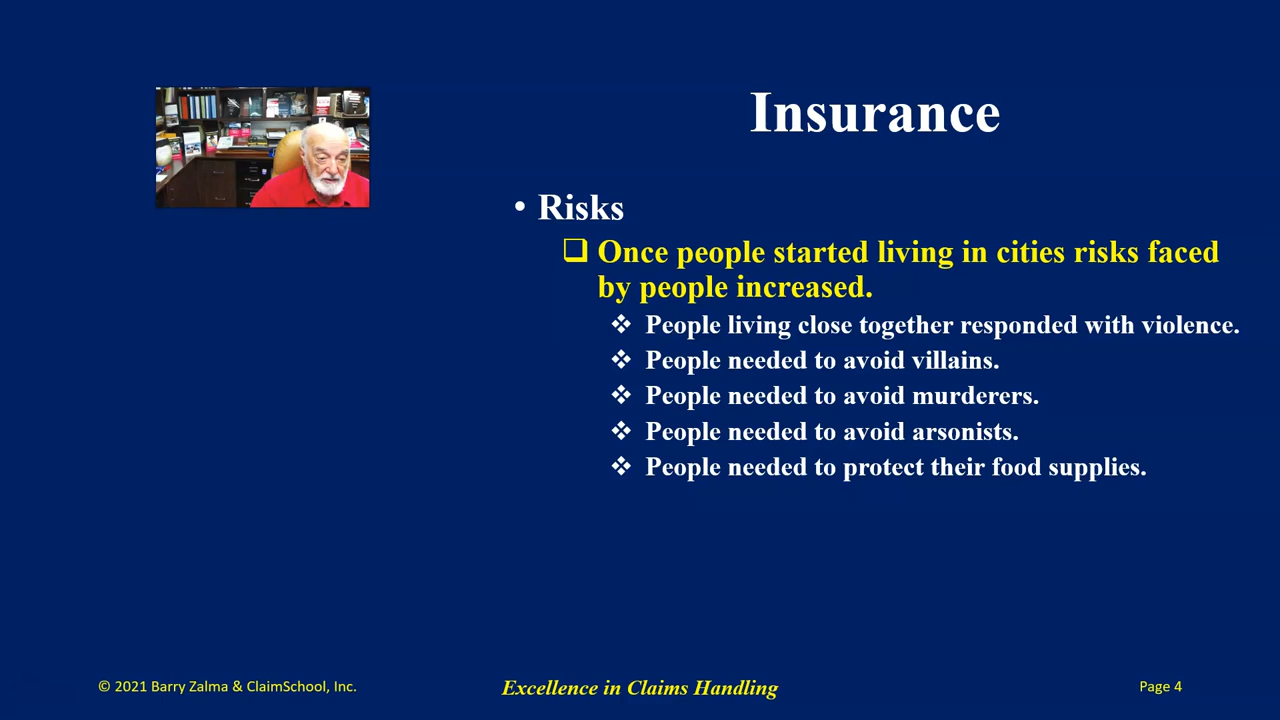 Insurance
• Risks
❑ Once people started living in cities risks faced
by people increased.
❖ People living close together responded with violence.
❖ People needed to avoid villains.
❖ People needed to avoid murderers.
❖ People needed to avoid arsonists.
❖ People needed to protect their food supplies.
© 2021 Barry Zalma & ClaimSchool, Inc.
Excellence in Claims Handling
Page 4